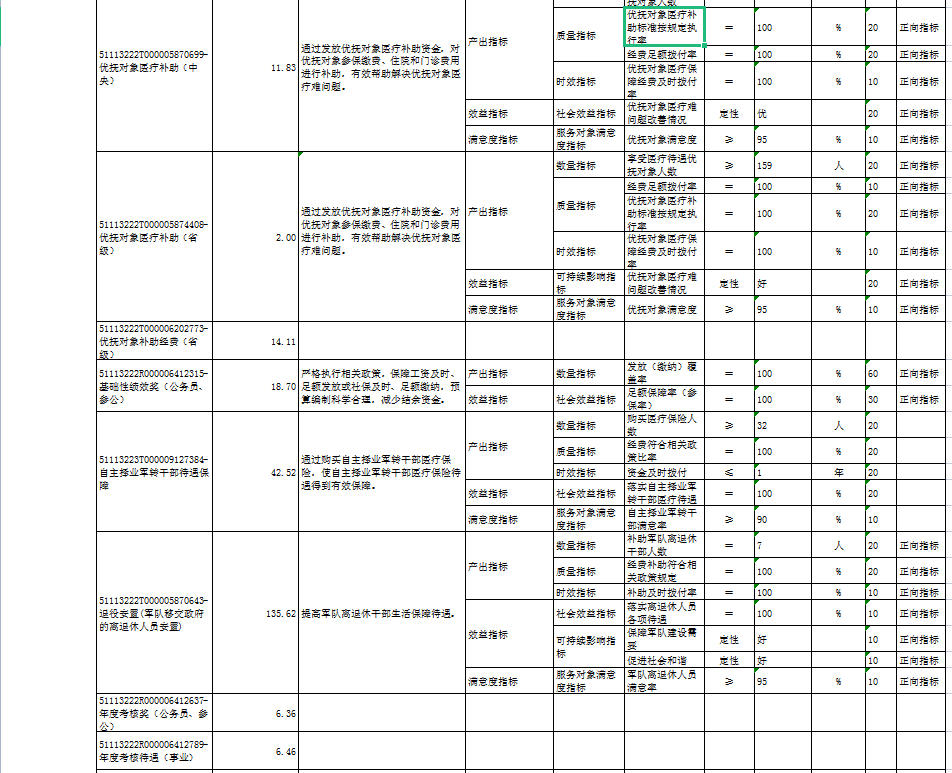 抚对象人数
51113222T000005870699-
优抚对象医疗补助（中
央）
11.83
通过发放优抚对象医疗补助资金，对
优抚对象参保缴费、住院和门诊费用
进行补助，有效帮助解决优抚对象医
疗难问题。
产出指标
质量指标
优抚对象医疗补
助标准按规定执
行率
＝ 100 % 20 正向指标
经费足额拨付率 ＝ 100 % 20 正向指标
时效指标
优抚对象医疗保
障经费及时拨付
率
＝ 100 % 10 正向指标
效益指标 社会效益指标
优抚对象医疗难
问题改善情况
定性 优 20 正向指标
满意度指标
服务对象满意
度指标
优抚对象满意度 ≥ 95 % 10 正向指标
51113222T000005874408-
优抚对象医疗补助（省
级）
2.00
通过发放优抚对象医疗补助资金，对
优抚对象参保缴费、住院和门诊费用
进行补助，有效帮助解决优抚对象医
疗难问题。
产出指标
数量指标
享受医疗待遇优
抚对象人数
≥ 159 人 20 正向指标
质量指标
经费足额拨付率 ＝ 100 % 10 正向指标
优抚对象医疗补
助标准按规定执
行率
＝ 100 % 20 正向指标
时效指标
优抚对象医疗保
障经费及时拨付
率
＝ 100 % 10 正向指标
效益指标
可持续影响指
标
优抚对象医疗难
问题改善情况
定性 好 20 正向指标
满意度指标
服务对象满意
度指标
优抚对象满意度 ≥ 95 % 10 正向指标
51113222T000006202773-
优抚对象补助经费（省
级）
14.11
51113222R000006412315-
基础性绩效奖（公务员、
参公）
18.70
严格执行相关政策，保障工资及时、
足额发放或社保及时、足额缴纳，预
算编制科学合理，减少结余资金。
产出指标 数量指标
发放（缴纳）覆
盖率
＝ 100 % 60 正向指标
效益指标 社会效益指标
足额保障率（参
保率）
＝ 100 % 30 正向指标
51113223T000009127384-
自主择业军转干部待遇保
障
42.52
通过购买自主择业军转干部医疗保
险，使自主择业军转干部医疗保险待
遇得到有效保障。
产出指标
数量指标
购买医疗保险人
数
≥ 32 人 20
质量指标
经费符合相关政
策比率
＝ 100 % 20
时效指标 资金及时拨付 ≤ 1 年 20
效益指标 社会效益指标
落实自主择业军
转干部医疗待遇
＝ 100 % 20
满意度指标
服务对象满意
度指标
自主择业军转干
部满意率
≥ 90 % 10
51113222T000005870643-
退役安置(军队移交政府
的离退休人员安置)
135.62
提高军队离退休干部生活保障待遇。
产出指标
数量指标
补助军队离退休
干部人数
＝ 7 人 20 正向指标
质量指标
经费补助符合相
关政策规定
＝ 100 % 20 正向指标
时效指标 补助及时拨付率 ＝ 100 % 10 正向指标
效益指标
社会效益指标
落实离退休人员
各项待遇
＝ 100 % 10 正向指标
可持续影响指
标
保障军队建设需
要
定性 好 10 正向指标
促进社会和谐 定性 好 10 正向指标
满意度指标
服务对象满意
度指标
军队离退休人员
满意率
≥ 95 % 10 正向指标
51113222R000006412637-
年度考核奖（公务员、参
公）
6.36
51113222R000006412789-
年度考核待遇（事业）
6.46